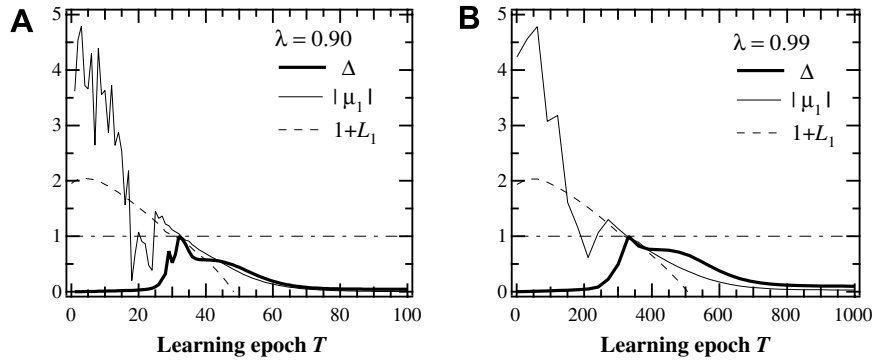 A
λ = 0.90
Δ
|μ₁|
1+L₁
5
4
3
2
1
0
0 20 40 60 80 100
Learning epoch T
B
λ = 0.99
Δ
|μ₁|
1+L₁
5
4
3
2
1
0
0 200 400 600 800 1000
Learning epoch T